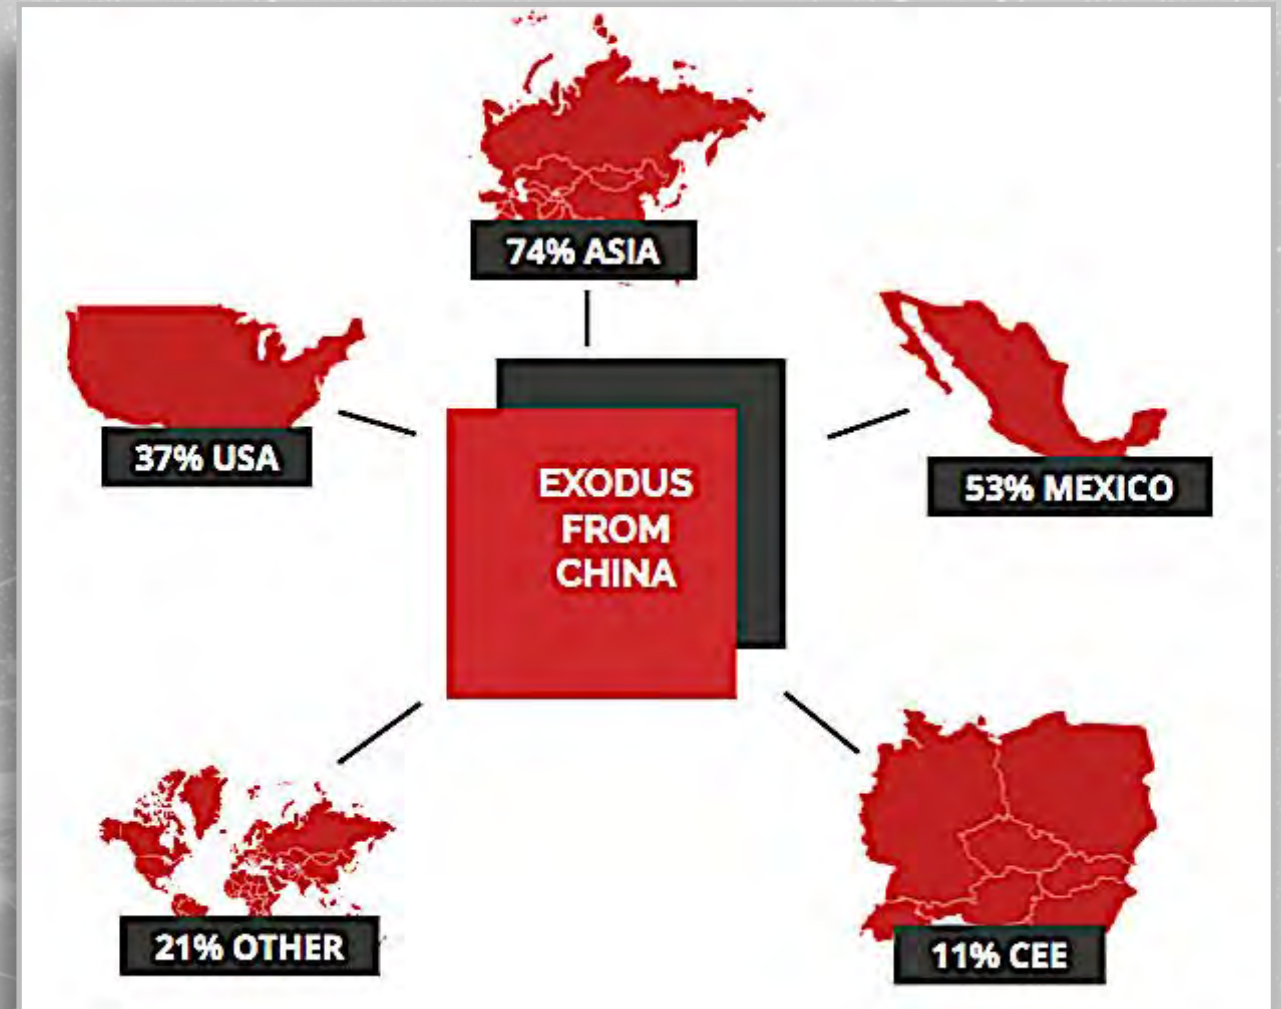 74% ASIA
37% USA
53% MEXICO
EXODUS
FROM
CHINA
21% OTHER
11% CEE